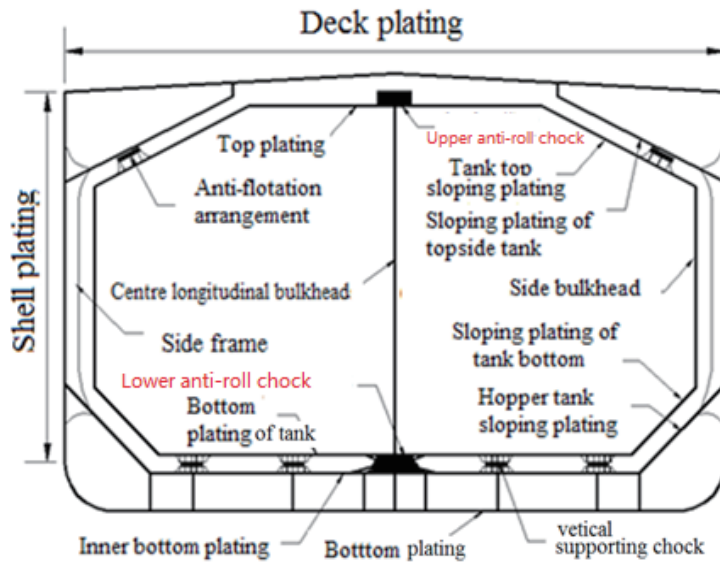 Deck plating
Shell plating
Top plating
Upper anti-roll chock
Tank top
sloping plating
Anti-flotation
arrangement
Sloping plating of
topside tank
Centre longitudinal bulkhead
Side bulkhead
Side frame
Sloping plating of
tank bottom
Lower anti-roll chock
Hopper tank
sloping plating
Bottom
plating of tank
Inner bottom plating
Botttom plating
vetical
supporting chock